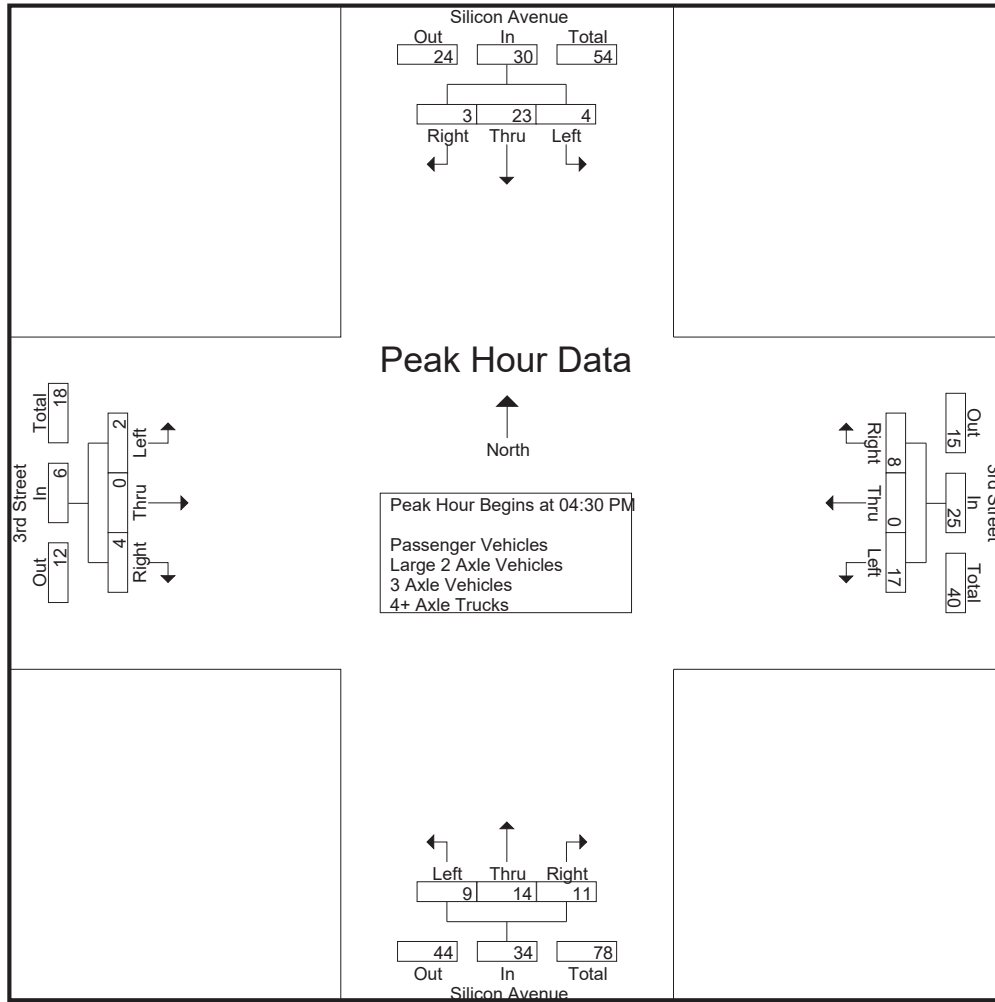 Silicon Avenue
Out In Total
24 30 54
3 23 4
Right Thru Left
Peak Hour Data
North
Peak Hour Begins at 04:30 PM
Passenger Vehicles
Large 2 Axle Vehicles
3 Axle Vehicles
4+ Axle Trucks
3rd Street
Out In Total
12 6 18
2 0 4
Left Thru Right
3rd Street
Out In Total
15 25 40
8 0 17
Right Thru Left
Left Thru Right
9 14 11
44 34 78
Out In Total
Silicon Avenue